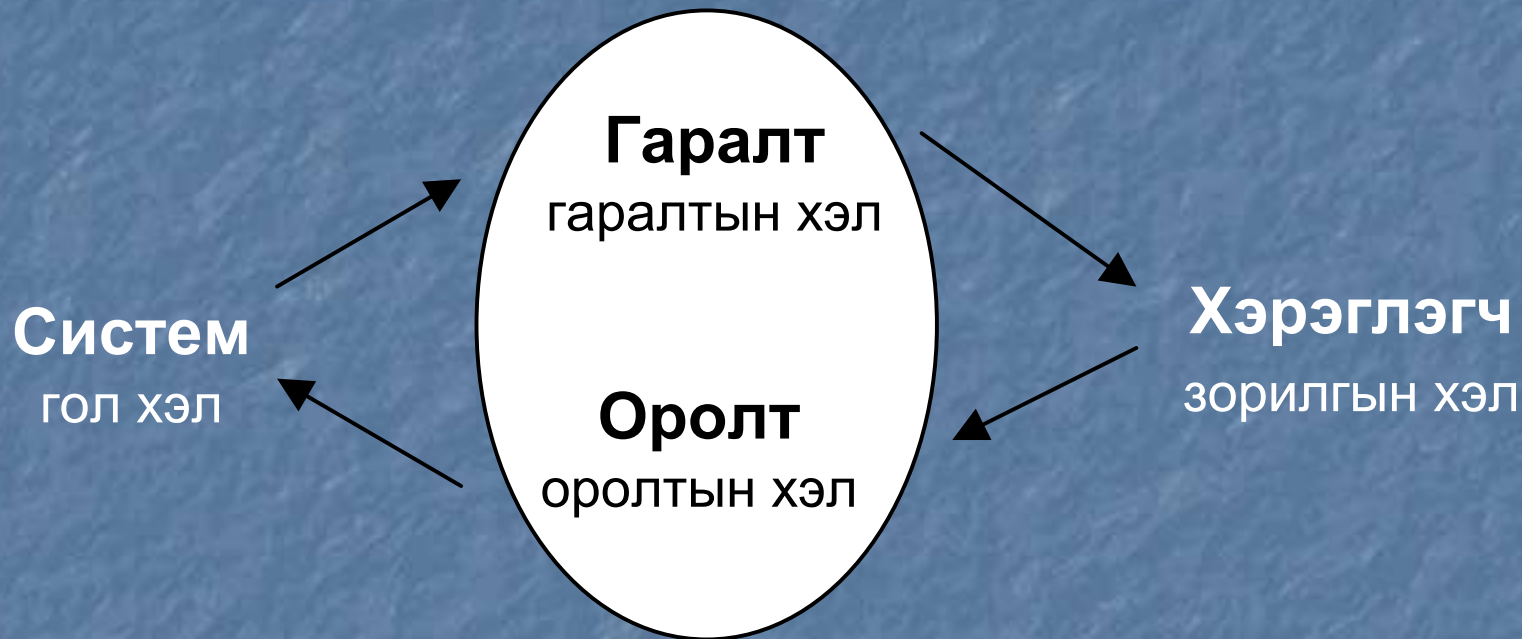 Гаралт
гаралтын хэл
Систем
гол хэл
Хэрэглэгч
зорилгын хэл
Оролт
оролтын хэл